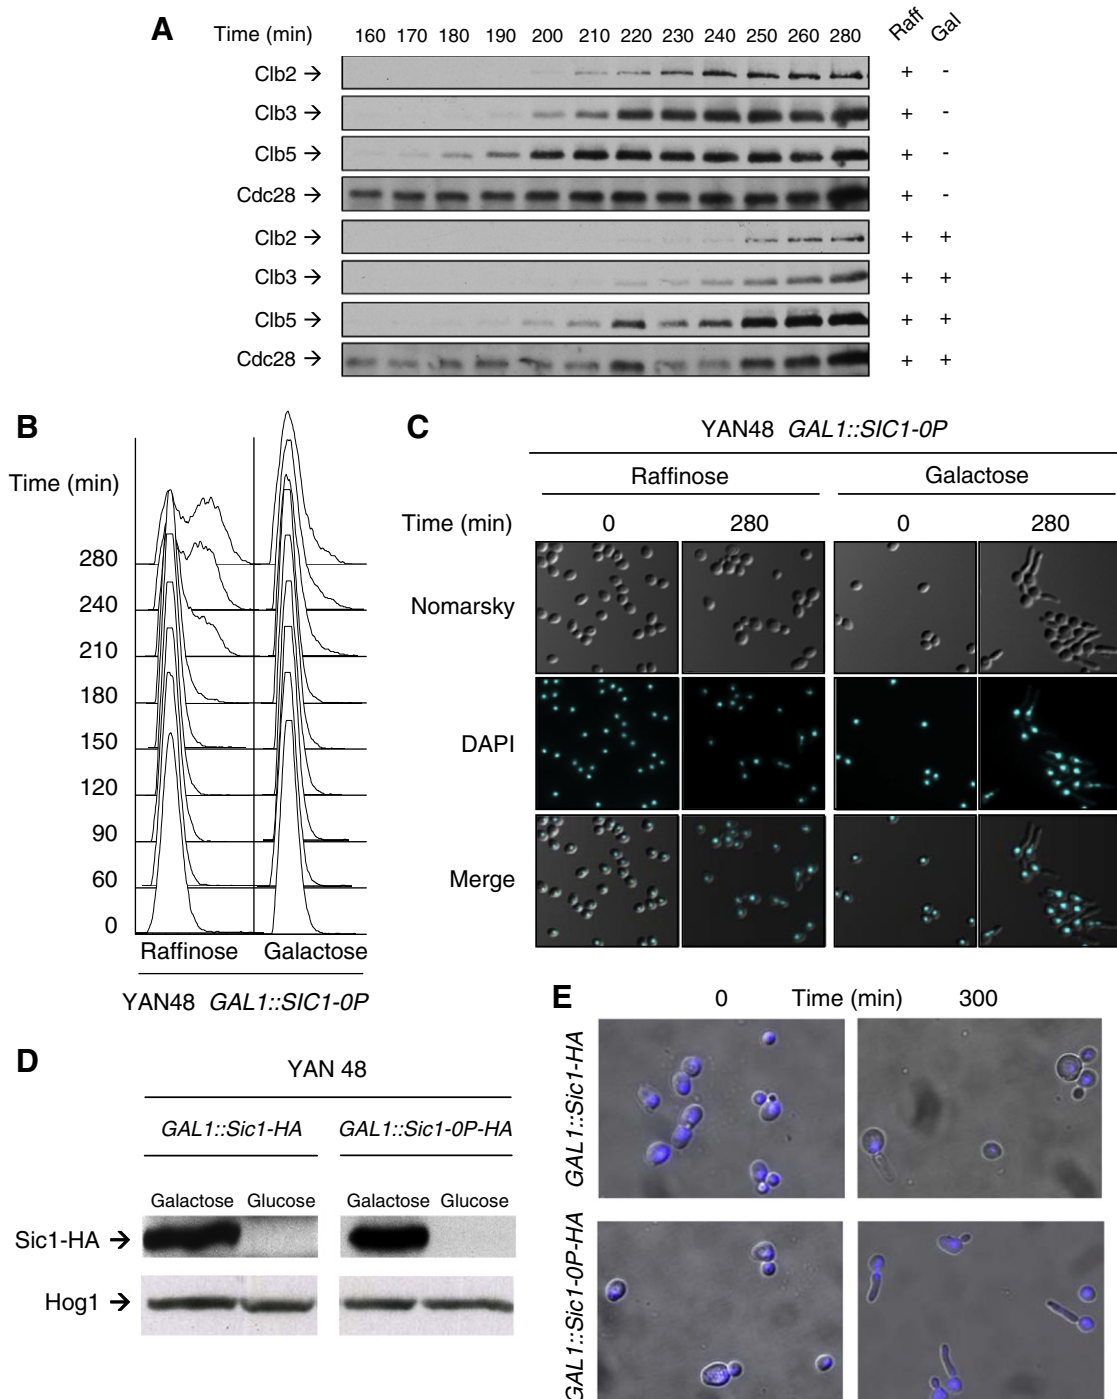 A
Time (min) 160 170 180 190 200 210 220 230 240 250 260 280 Raff Gal
Clb2 → + -
Clb3 → + -
Clb5 → + -
Cdc28 → + -
Clb2 → + +
Clb3 → + +
Clb5 → + +
Cdc28 → + +
B
Time (min)
280
240
210
180
150
120
90
60
0
Raffinose Galactose
YAN48 GAL1::SIC1-0P
C
YAN48 GAL1::SIC1-0P
Raffinose Galactose
Time (min) 0 280 0 280
Nomarsky
DAPI
Merge
D
YAN 48
GAL1::Sic1-HA GAL1::Sic1-0P-HA
Galactose Glucose Galactose Glucose
Sic1-HA →
Hog1 →
E
0 Time (min) 300
GAL1::Sic1-HA
GAL1::Sic1-0P-HA